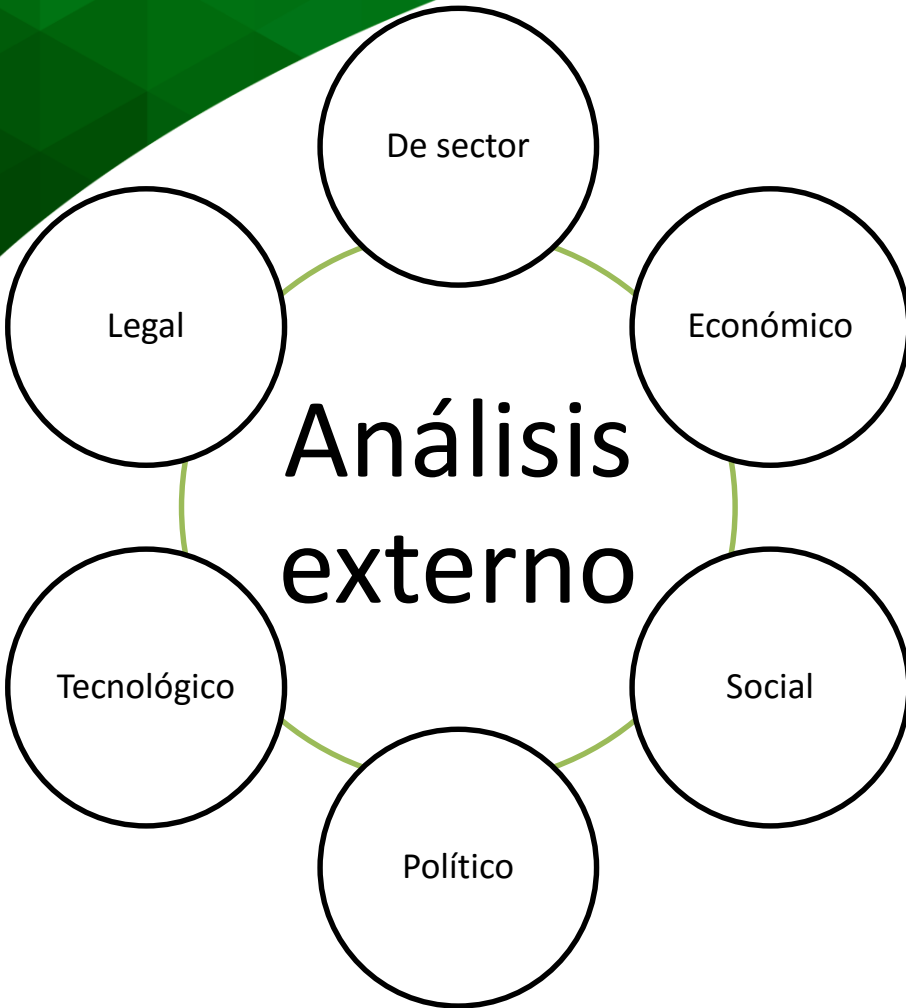 De sector
Legal
Económico
Análisis
externo
Tecnológico
Social
Político